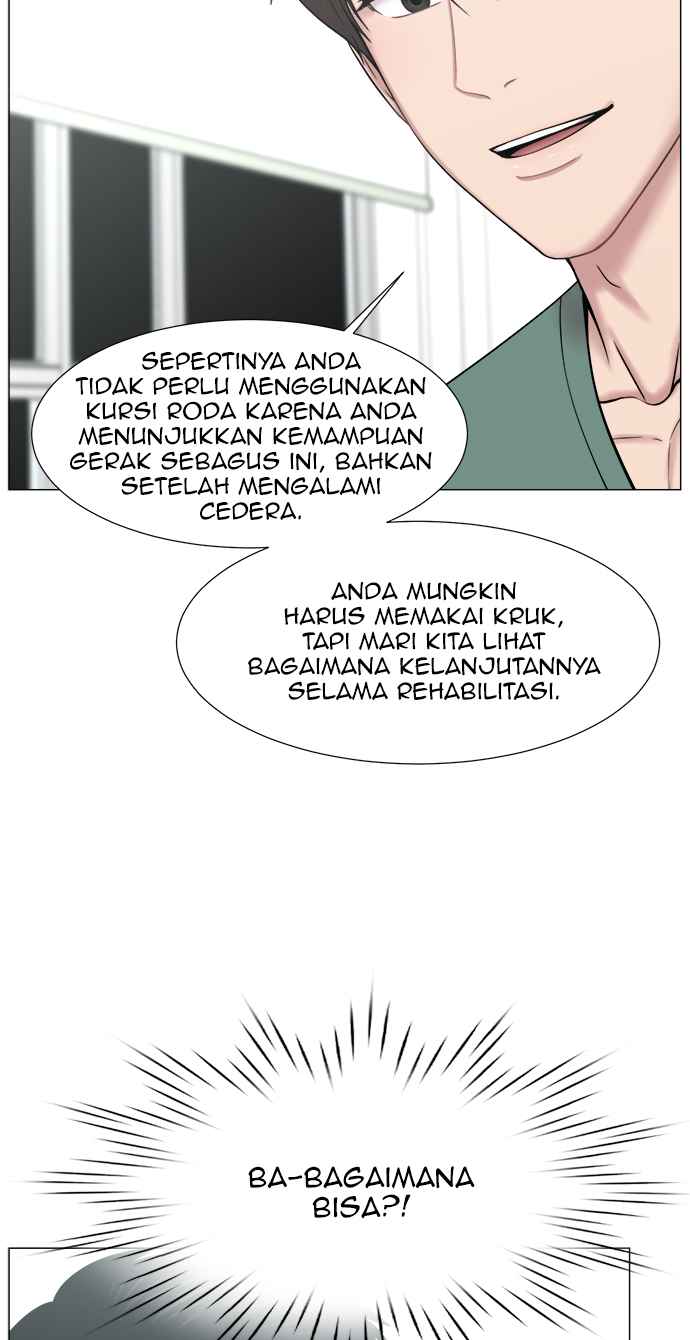 SEPERTINYA ANDA
TIDAK PERLU MENGGUNAKAN
KURSI RODA KARENA ANDA
MENUNJUKKAN KEMAMPUAN
GERAK SEBAGUS INI, BAHKAN
SETELAH MENGALAMI
CEDERA.
ANDA MUNGKIN
HARUS MEMAKAI KRUK,
TAPI MARI KITA LIHAT
BAGAIMANA KELANJUTANNYA
SELAMA REHABILITASI.
BA-BAGAIMANA
BISA?!